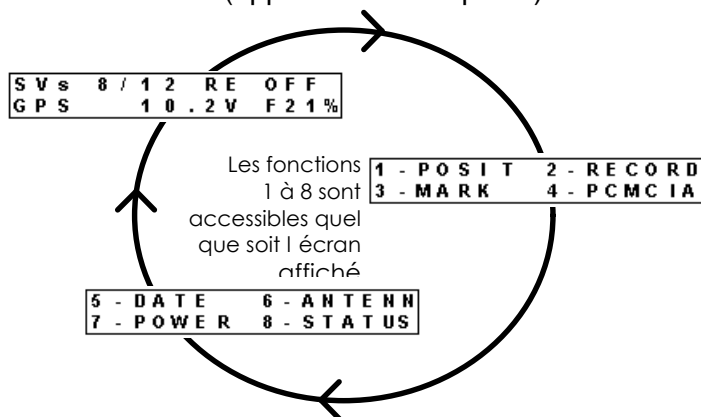 SVs 8/12 RE OFF
GPS 10.2V F21%
Les fonctions
1 à 8 sont
accessibles quel
que soit l écran
affiché
1-POSIT 2-RECORD
3-MARK 4-PCMCIA
5-DATE 6-ANTENN
7-POWER 8-STATUS